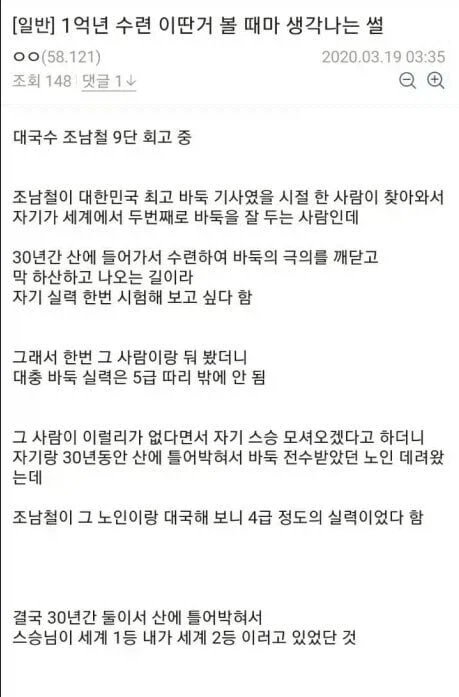 [일반] 1억년 수련 이딴거 볼 때마 생각나는 썰
ㅇㅇ(58.121)
2020.03.19 03:35
조회 148
댓글 1↓
대국수 조남철 9단 회고 중
조남철이 대한민국 최고 바둑 기사였을 시절 한 사람이 찾아와서
자기가 세계에서 두번째로 바둑을 잘 두는 사람인데
30년간 산에 들어가서 수련하여 바둑의 극의를 깨닫고
막 하산하고 나오는 길이라
자기 실력 한번 시험해 보고 싶다 함
그래서 한번 그 사람이랑 둬 봤더니
대충 바둑 실력은 5급 따리 밖에 안 됨
그 사람이 이럴리가 없다면서 자기 스승 모셔오겠다고 하더니
자기랑 30년동안 산에 틀어박혀서 바둑 전수받았던 노인 데려왔
는데
조남철이 그 노인이랑 대국해 보니 4급 정도의 실력이었다 함
결국 30년간 둘이서 산에 틀어박혀서
스승님이 세계 1등 내가 세계 2등 이러고 있었단 것